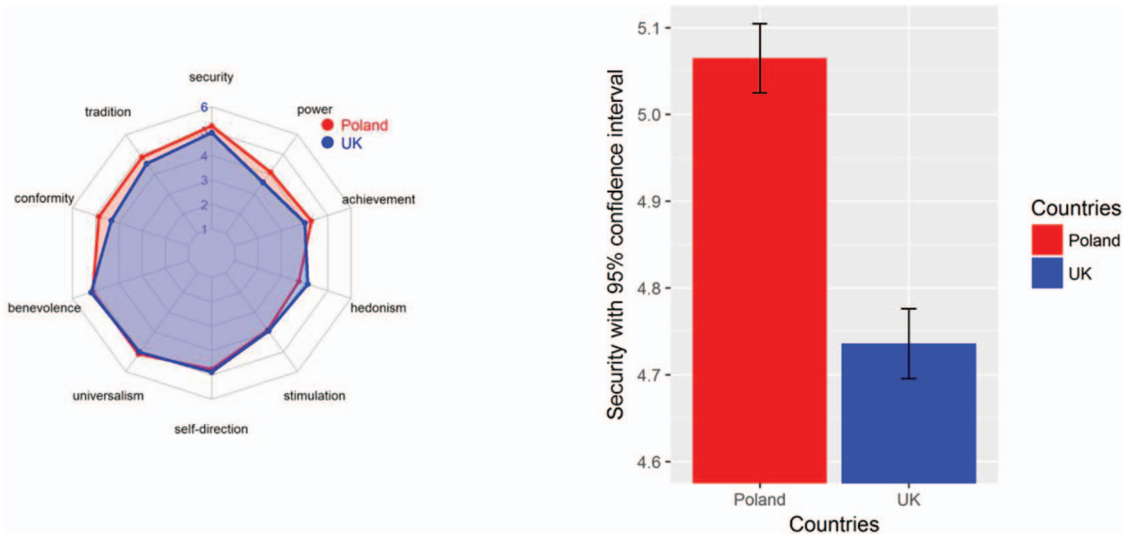 security
tradition
power
6
Poland
UK
5
4
3
2
1
conformity
achievement
benevolence
hedonism
universalism
stimulation
self-direction
Security with 95% confidence interval
5.1
5.0
4.9
4.8
4.7
4.6
Poland
UK
Countries
Countries
Poland
UK